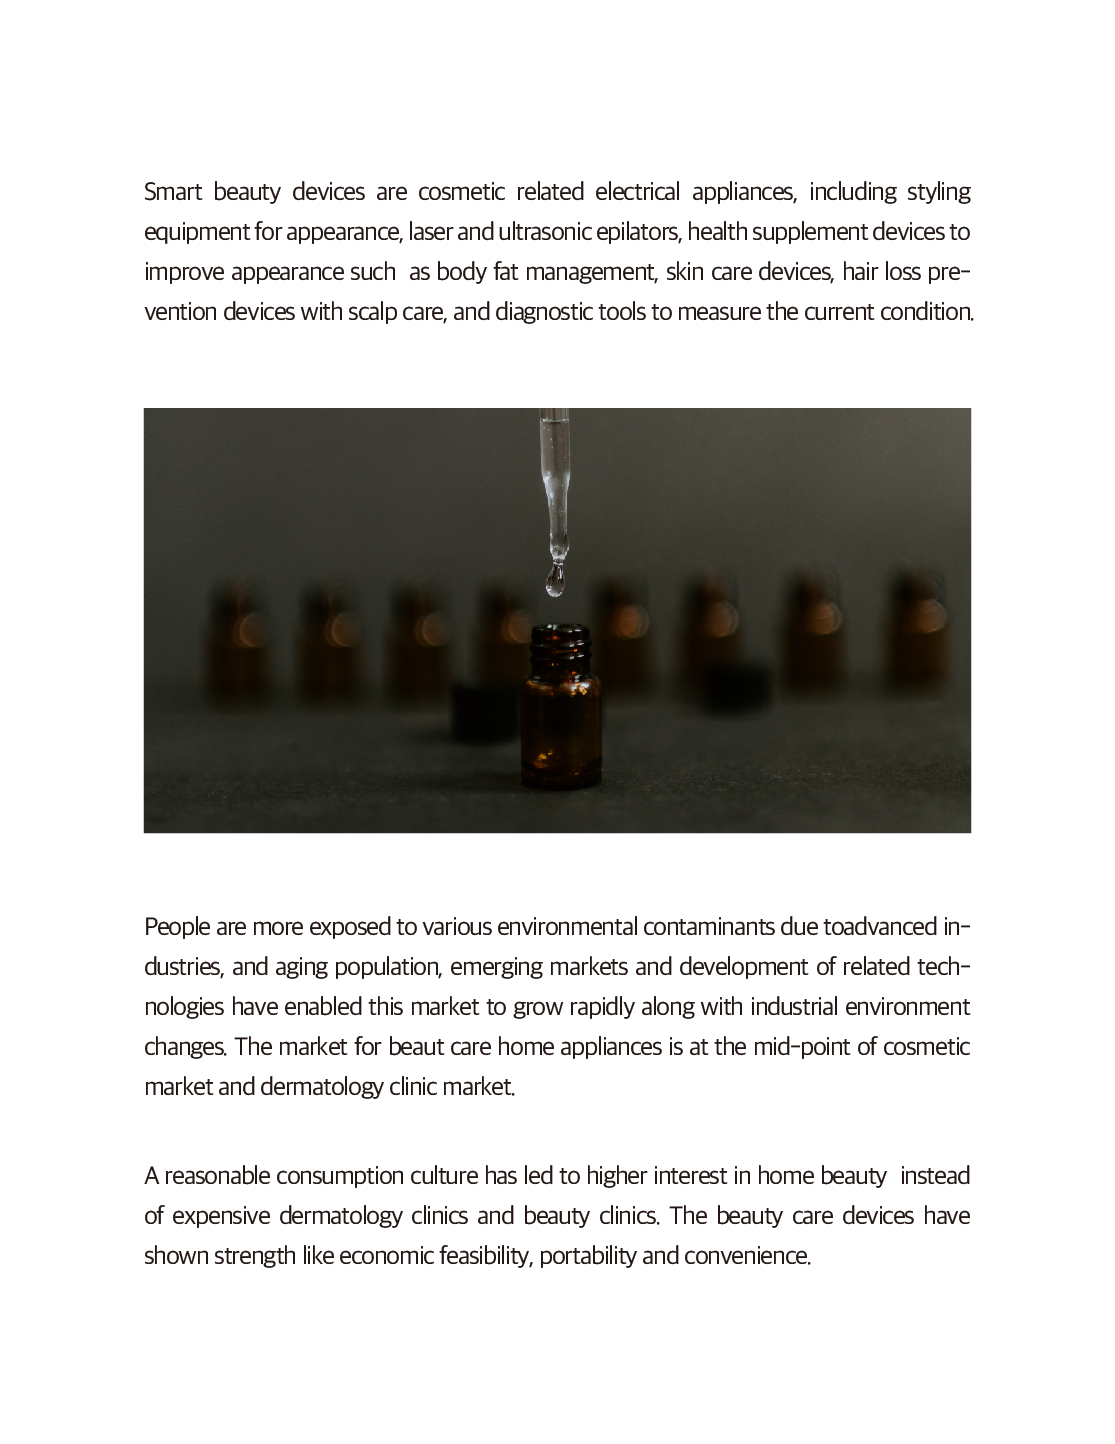 Smart beauty devices are cosmetic related electrical appliances, including styling
equipment for appearance, laser and ultrasonic epilators, health supplement devices to
improve appearance such  as body fat management, skin care devices, hair loss pre-
vention devices with scalp care, and diagnostic tools to measure the current condition.
People are more exposed to various environmental contaminants due toadvanced in-
dustries, and aging population, emerging markets and development of related tech-
nologies have enabled this market to grow rapidly along with industrial environment
changes. The market for beaut care home appliances is at the mid-point of cosmetic
market and dermatology clinic market.
A reasonable consumption culture has led to higher interest in home beauty  instead
of expensive dermatology clinics and beauty clinics. The beauty care devices have
shown strength like economic feasibility, portability and convenience.